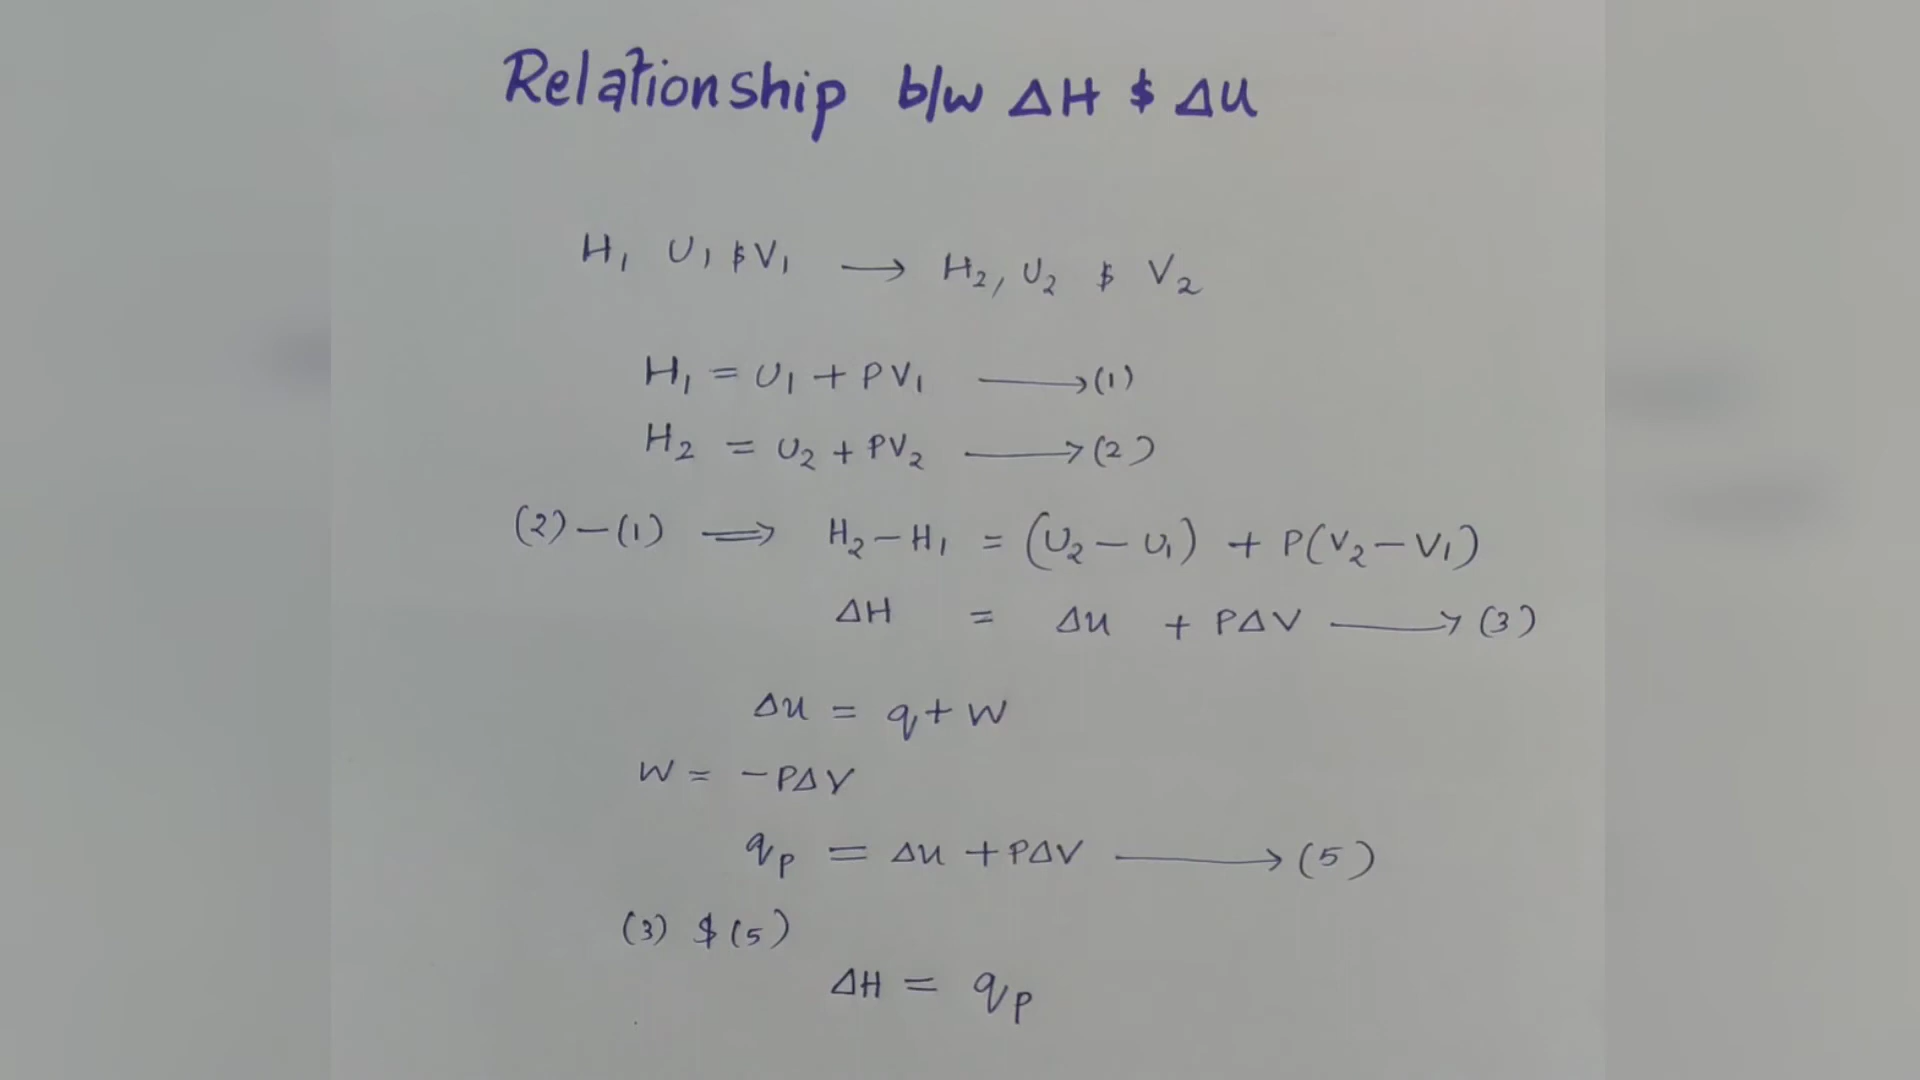 Relationship b/w ΔH $ ΔU
H₁ U₁ $ V₁ → H₂, U₂ $ V₂
H₁ = U₁ + PV₁ → (1)
H₂ = U₂ + PV₂ → (2)
(2) – (1) ⇒ H₂ – H₁ = (U₂ – U₁) + P(V₂ – V₁)
ΔH = ΔU + PΔV → (3)
ΔU = q + W
W = – PΔV
qₚ = ΔU + PΔV → (5)
(3) $ (5)
ΔH = qₚ